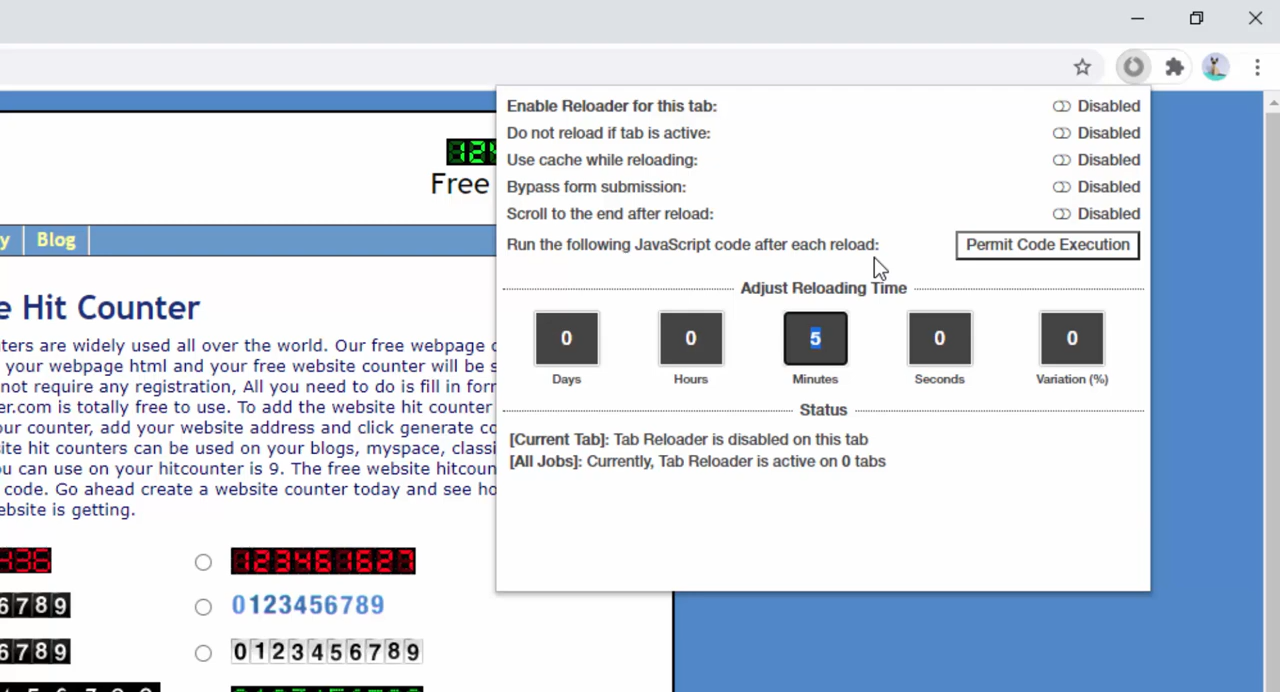 Enable Reloader for this tab: Disabled
Do not reload if tab is active: Disabled
Use cache while reloading: Disabled
Bypass form submission: Disabled
Scroll to the end after reload: Disabled
Run the following JavaScript code after each reload: Permit Code Execution
Adjust Reloading Time
0 0 5 0 0
Days Hours Minutes Seconds Variation (%)
Status
[Current Tab]: Tab Reloader is disabled on this tab
[All Jobs]: Currently, Tab Reloader is active on 0 tabs
Free
y Blog
e Hit Counter
ters are widely used all over the world. Our free webpage
your webpage html and your free website counter will be s
not require any registration, All you need to do is fill in for
er.com is totally free to use. To add the website hit counter
our counter, add your website address and click generate co
ite hit counters can be used on your blogs, myspace, classi
ou can use on your hitcounter is 9. The free website hitcoun
code. Go ahead create a website counter today and see ho
ebsite is getting.
436 123461627
6789 0123456789
6789 0123456789